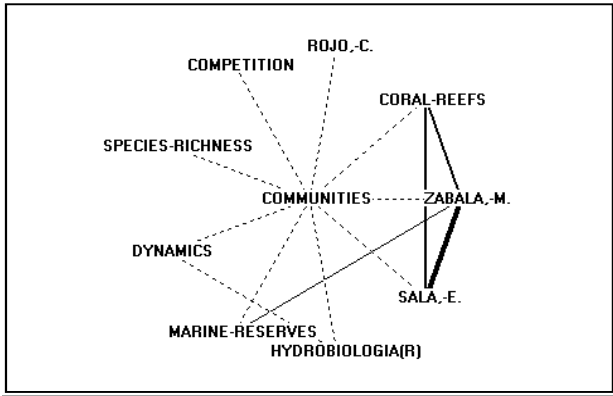 ROJO,-C.
COMPETITION
CORAL-REEFS
SPECIES-RICHNESS
COMMUNITIES
ZABALA,-M.
DYNAMICS
SALA,-E.
MARINE-RESERVES
HYDROBIOLOGIA(R)